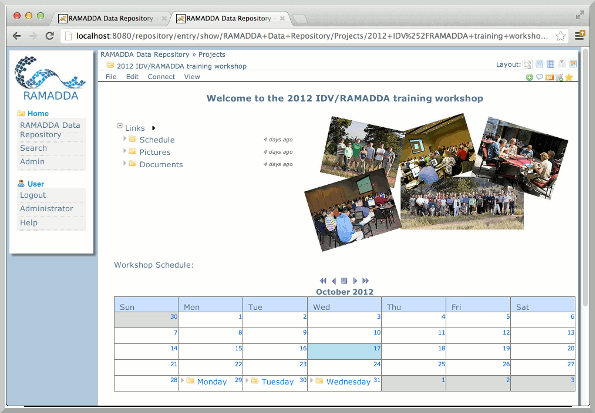 RAMADDA Data Repository
RAMADDA Data Repository
localhost:8080/repository/entry/show/RAMADDA+Data+Repository/Projects/2012+IDV%252FRAMADDA+training+worksho...
RAMADDA
Home
RAMADDA Data
Repository
Search
Admin
User
Logout
Administrator
Help
RAMADDA Data Repository » Projects
2012 IDV/RAMADDA training workshop
Layout:
File Edit Connect View
Welcome to the 2012 IDV/RAMADDA training workshop
Links
Schedule 4 days ago
Pictures 4 days ago
Documents 4 days ago
Workshop Schedule:
October 2012
Sun Mon Tue Wed Thu Fri Sat
30 1 2 3 4 5 6
7 8 9 10 11 12 13
14 15 16 17 18 19 20
21 22 23 24 25 26 27
28 Monday 29 Tuesday 30 Wednesday 31 1 2 3